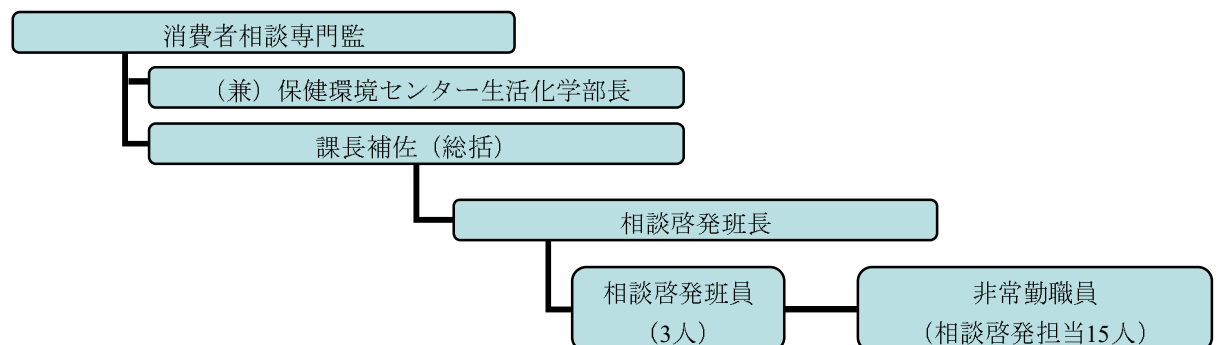 消費者相談専門監
（兼）保健環境センター生活化学部長
課長補佐（総括）
相談啓発班長
相談啓発班員
（3人）
非常勤職員
（相談啓発担当15人）